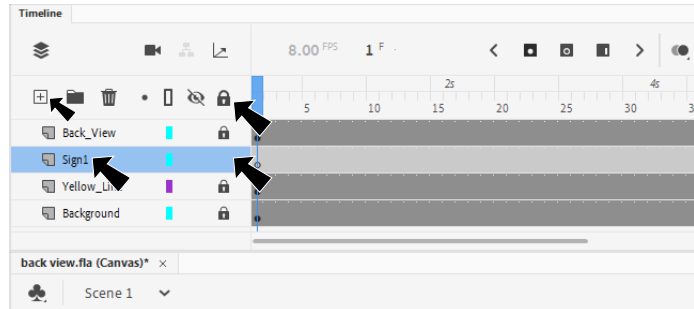 Timeline
8.00 FPS 1 F
2s 4s
5 10 15 20 25 30
Back_View
Sign1
Background
back view.fla (Canvas)* ×
Scene 1